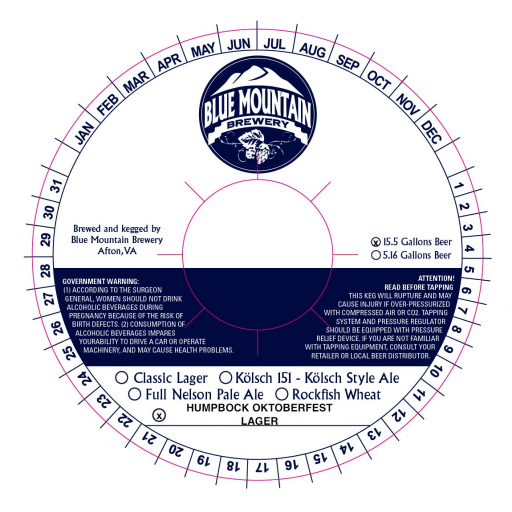 JAN FEB MAR APR MAY JUN JUL AUG SEP OCT NOV DEC
BLUE MOUNTAIN
BREWERY
1 2 3 4 5 6 7 8 9 10 11 12 13 14 15 16 17 18 19 20 21 22 23 24 25 26 27 28 29 30 31
Brewed and kegged by
Blue Mountain Brewery
Afton, VA
ⓧ 15.5 Gallons Beer
○ 5.16 Gallons Beer
GOVERNMENT WARNING:
(1) ACCORDING TO THE SURGEON
GENERAL, WOMEN SHOULD NOT DRINK
ALCOHOLIC BEVERAGES DURING
PREGNANCY BECAUSE OF THE RISK OF
BIRTH DEFECTS. (2) CONSUMPTION OF
ALCOHOLIC BEVERAGES IMPAIRS
YOURABILITY TO DRIVE A CAR OR OPERATE
MACHINERY, AND MAY CAUSE HEALTH PROBLEMS.
ATTENTION!
READ BEFORE TAPPING
THIS KEG WILL RUPTURE AND MAY
CAUSE INJURY IF OVER-PRESSURIZED
WITH COMPRESSED AIR OR CO2. TAPPING
SYSTEM AND PRESSURE REGULATOR
SHOULD BE EQUIPPED WITH PRESSURE
RELIEF DEVICE. IF YOU ARE NOT FAMILIAR
WITH TAPPING EQUIPMENT, CONSULT YOUR
RETAILER OR LOCAL BEER DISTRIBUTOR.
○ Classic Lager ○ Kölsch 151 - Kölsch Style Ale
○ Full Nelson Pale Ale ○ Rockfish Wheat
ⓧ HUMPBOCK OKTOBERFEST
LAGER